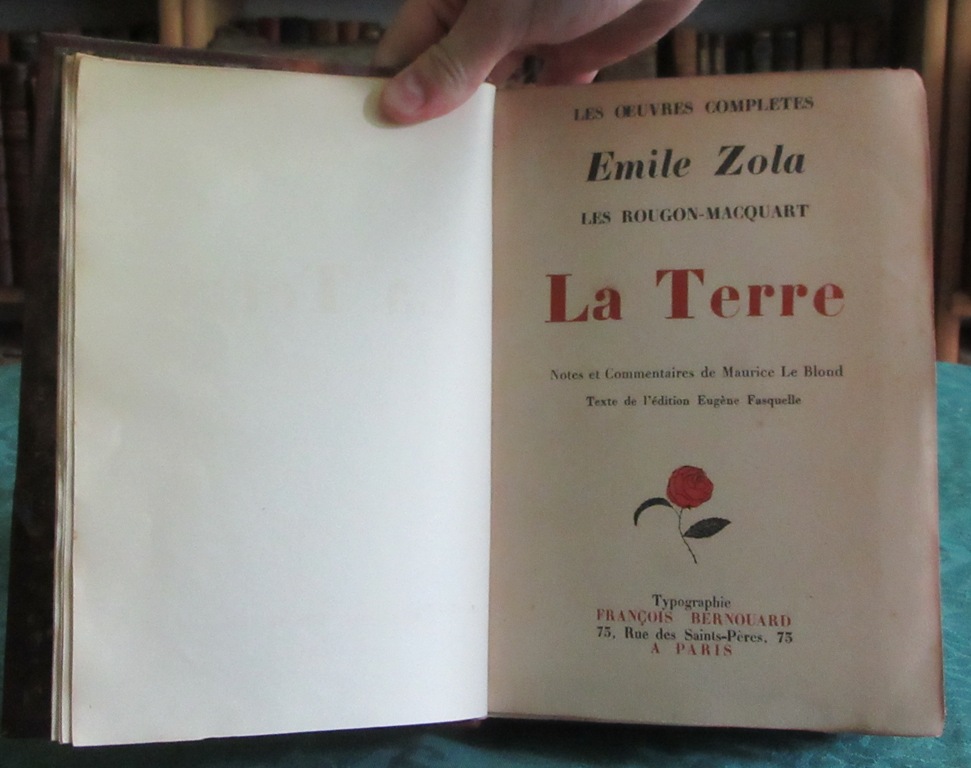 LES ŒUVRES COMPLETES
Emile Zola
LES ROUGON-MACQUART
La Terre
Notes et Commentaires de Maurice Le Blond
Texte de l'édition Eugène Fasquelle
Typographie
FRANÇOIS BERNOUARD
73, Rue des Saints-Pères, 73
A PARIS